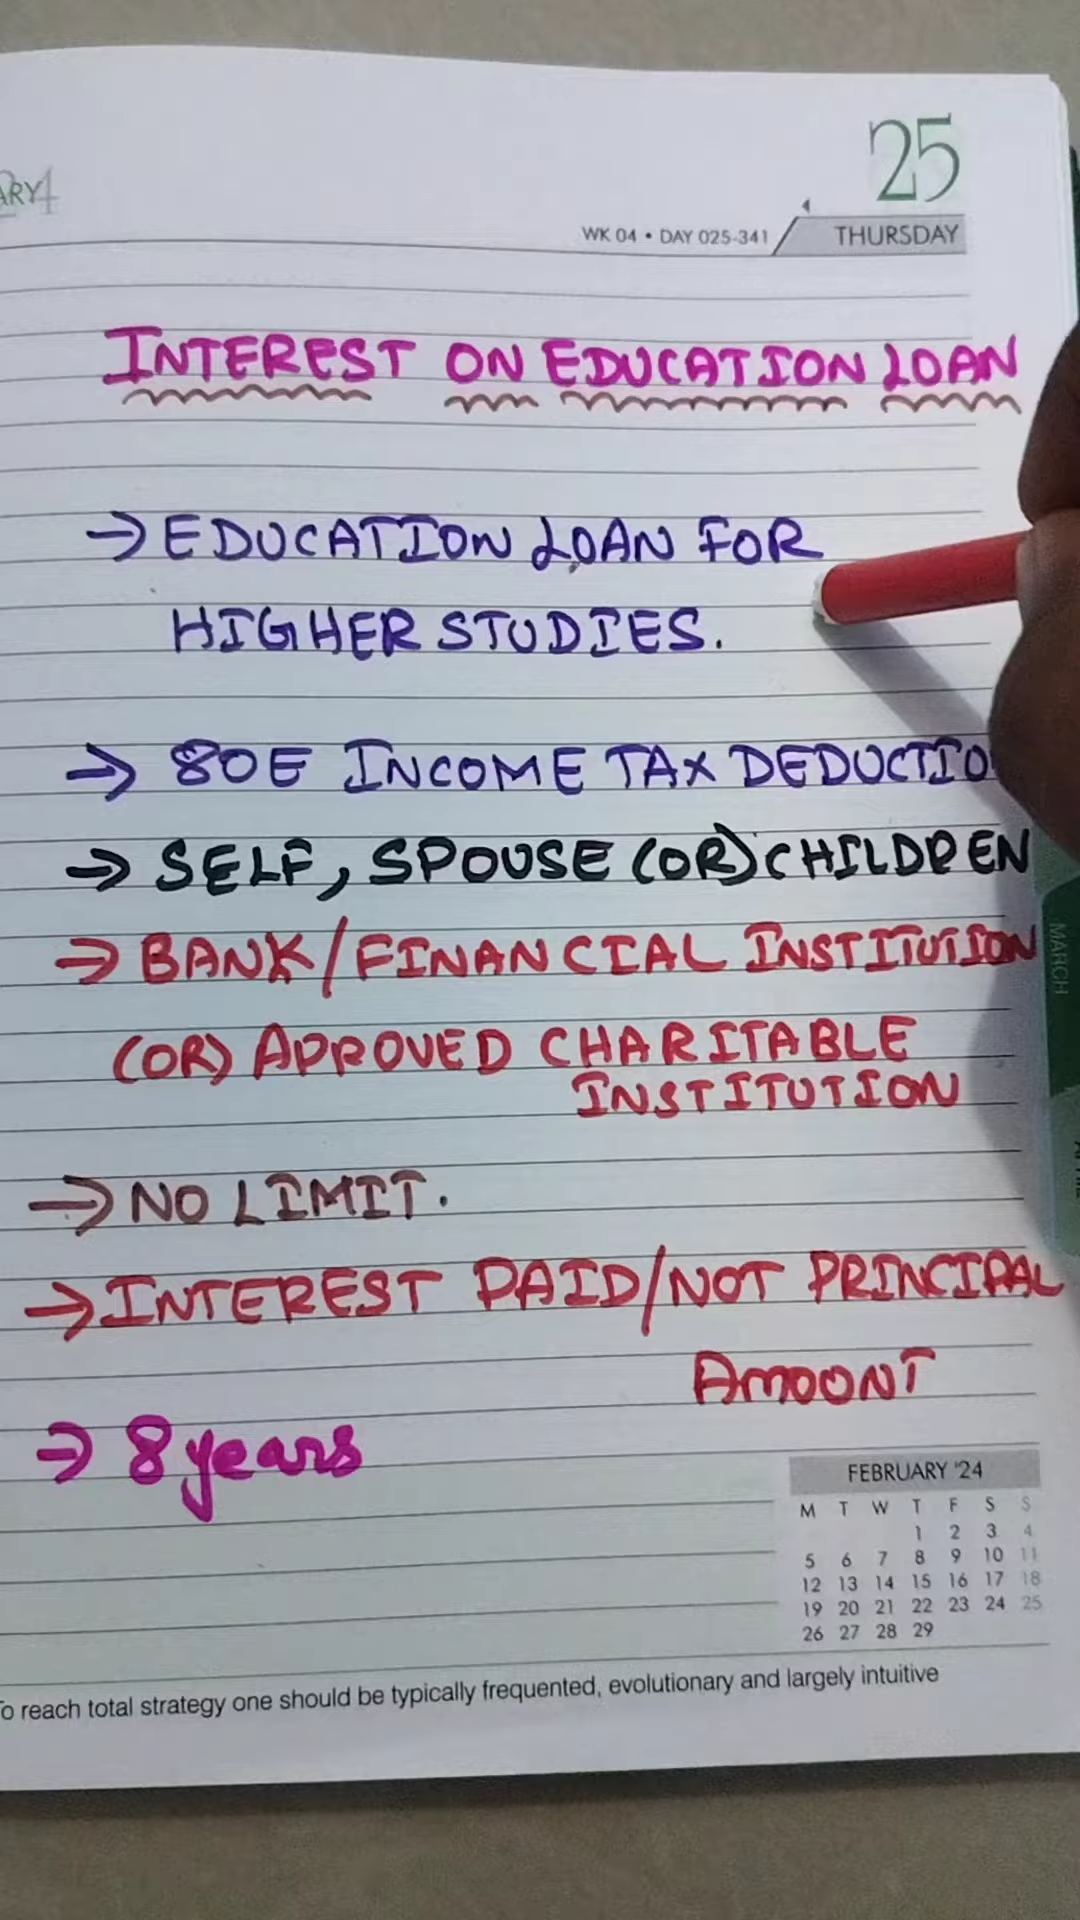 ARY 24
25
WK 04 • DAY 025-341
THURSDAY
INTEREST ON EDUCATION LOAN
→ EDUCATION LOAN FOR
HIGHER STUDIES.
→ 80E INCOME TAX DEDUCTIO
→ SELF, SPOUSE (OR) CHILDREN
→ BANK/FINANCIAL INSTITUTION
(OR) APPROVED CHARITABLE
INSTITUTION
→ NO LIMIT.
→ INTEREST PAID/NOT PRINCIPAL
AMOUNT
→ 8 years
MARCH
FEBRUARY '24
M T W T F S S
1 2 3 4
5 6 7 8 9 10 11
12 13 14 15 16 17 18
19 20 21 22 23 24 25
26 27 28 29
To reach total strategy one should be typically frequented, evolutionary and largely intuitive